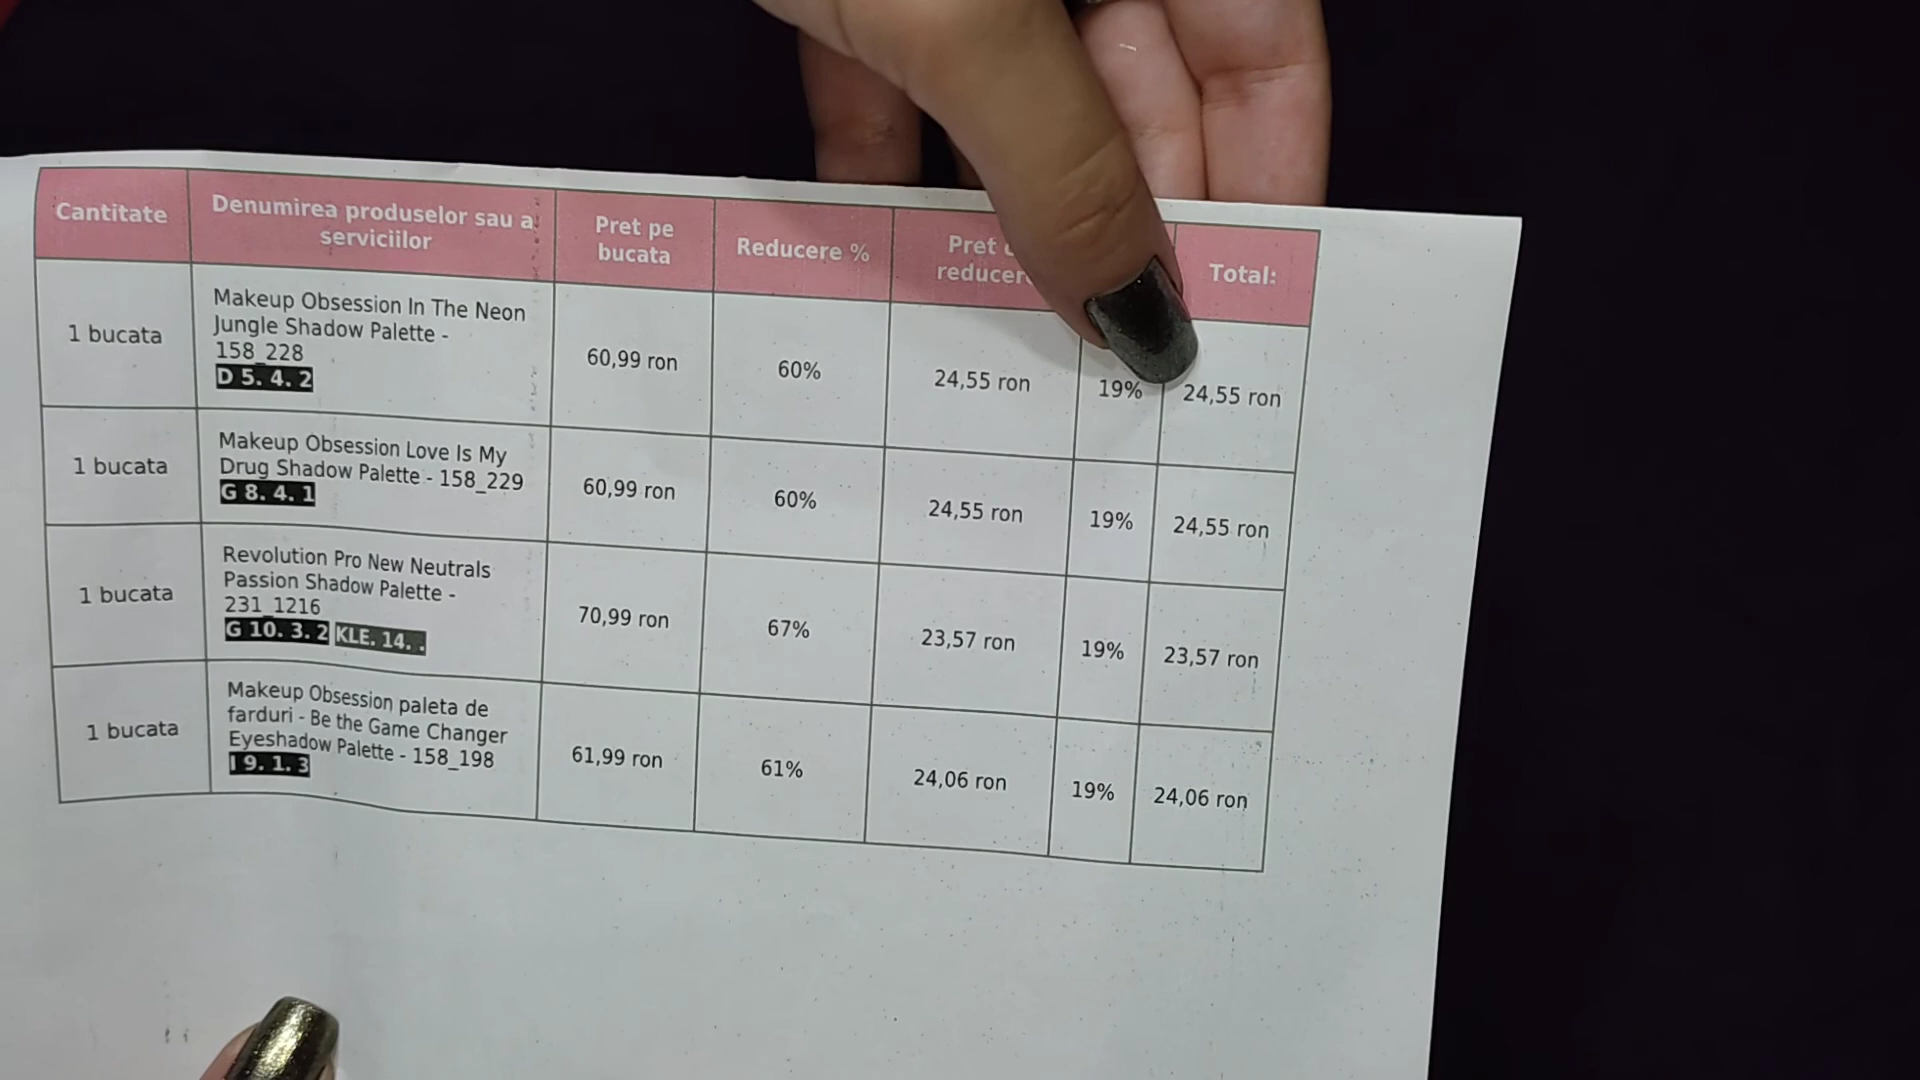 Cantitate
Denumirea produselor sau a
serviciilor
Pret pe
bucata
Reducere %
Pret
Total:
1 bucata
Makeup Obsession In The Neon
Jungle Shadow Palette -
158_228
D 5. 4. 2
60,99 ron
60%
24,55 ron
19%
24,55 ron
1 bucata
Makeup Obsession Love Is My
Drug Shadow Palette - 158_229
G 8. 4. 1
60,99 ron
60%
24,55 ron
19%
24,55 ron
1 bucata
Revolution Pro New Neutrals
Passion Shadow Palette -
231_1216
G 10. 3. 2 KLE. 14. .
70,99 ron
67%
23,57 ron
19%
23,57 ron
1 bucata
Makeup Obsession paleta de
farduri - Be the Game Changer
Eyeshadow Palette - 158_198
I 9. 1. 3
61,99 ron
61%
24,06 ron
19%
24,06 ron